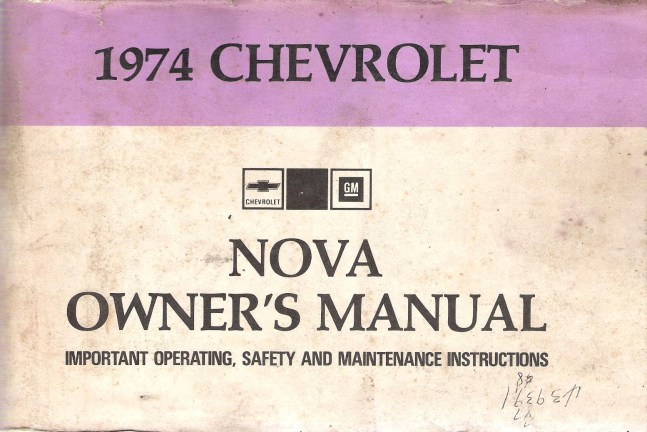 1974 CHEVROLET
CHEVROLET
GM
NOVA
OWNER'S MANUAL
IMPORTANT OPERATING, SAFETY AND MAINTENANCE INSTRUCTIONS